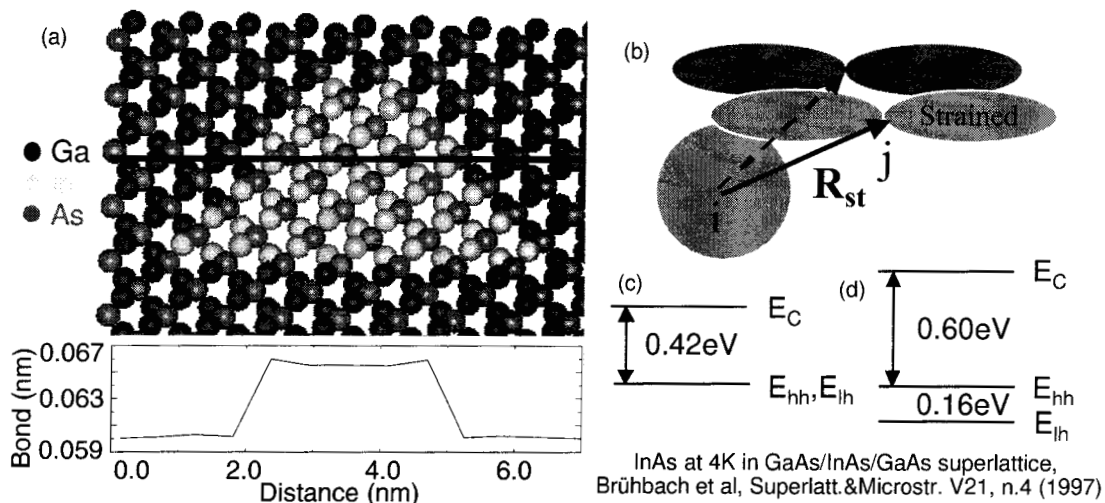 (a)
Ga
As
Bond (nm)
0.067
0.063
0.059
0.0
2.0
4.0
6.0
Distance (nm)
(b)
Strained
i
j
R_st
(c)
E_C
0.42eV
E_hh,E_lh
(d)
E_C
0.60eV
E_hh
0.16eV
E_lh
InAs at 4K in GaAs/InAs/GaAs superlattice,
Brühbach et al, Superlatt.&Microstr. V21, n.4 (1997)